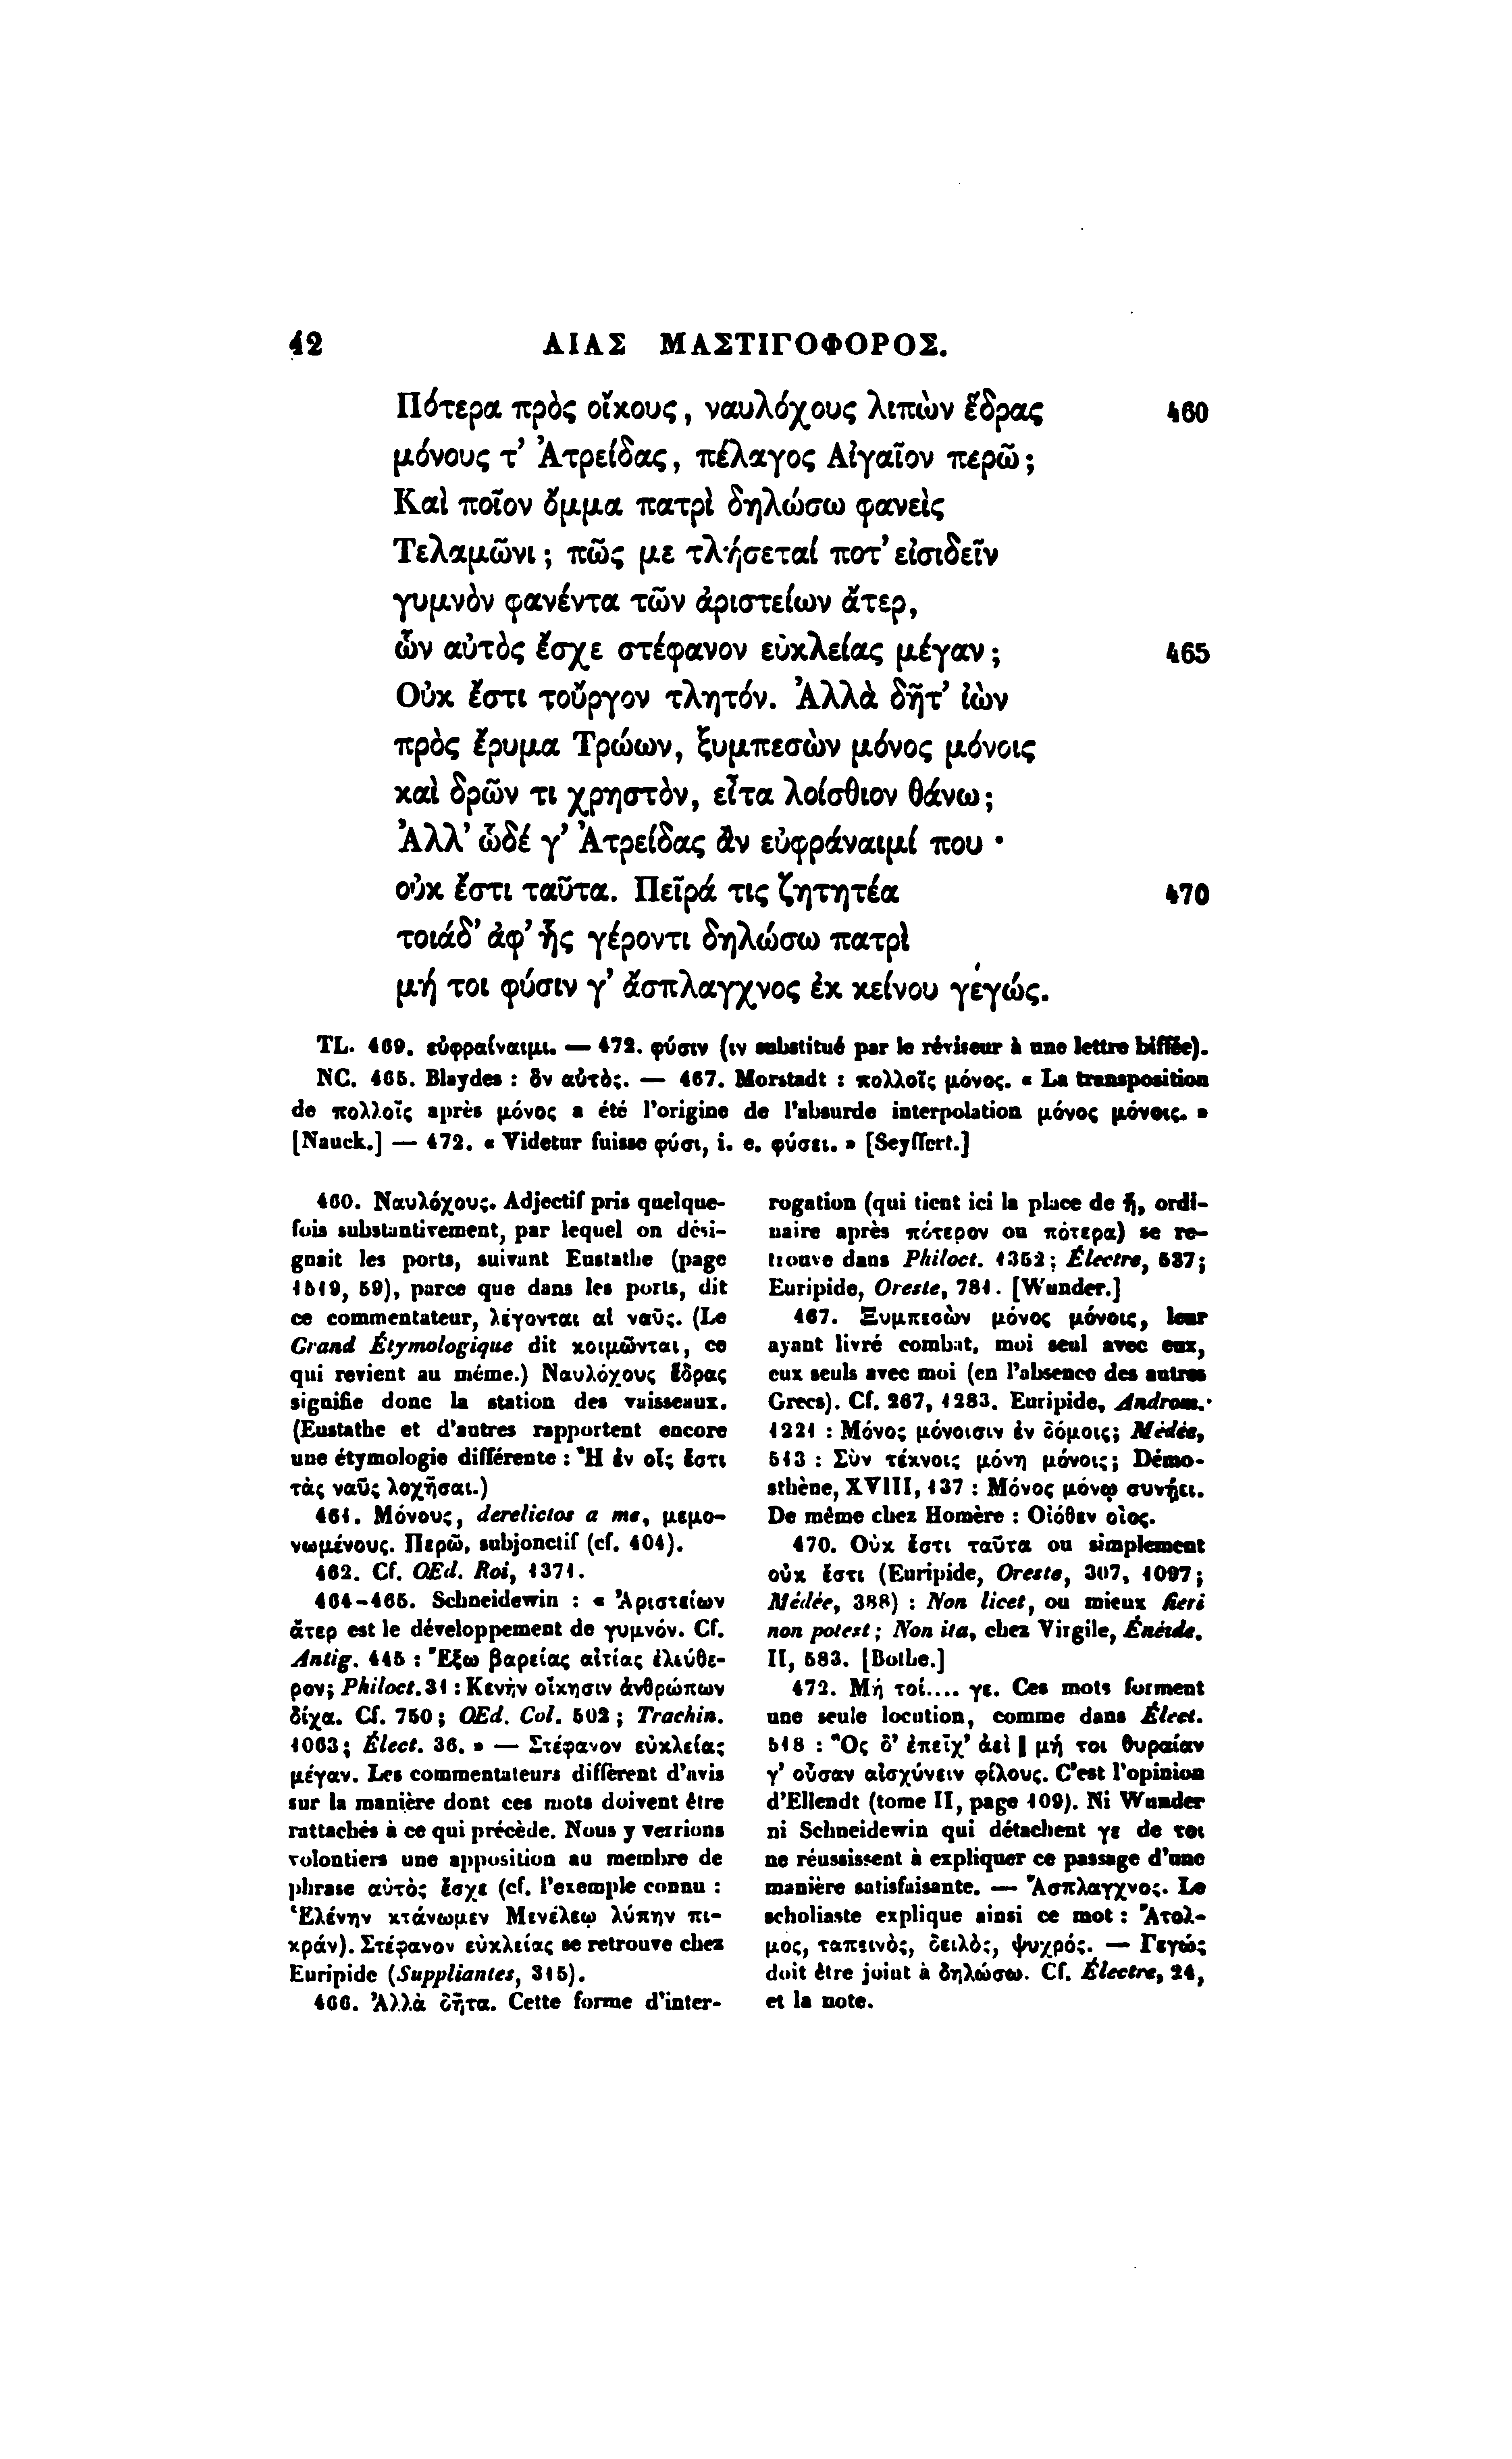 42 ΑΙΑΣ ΜΑΣΤΙΓΟΦΟΡΟΣ.
Πότερα πρὸς οἴκους, ναυλόχους λιπὼν ἕδρας 460
μόνους τ’ Ἀτρείδας, πέλαγος Αἰγαῖον περῶ;
Καὶ ποῖον ὄμμα πατρὶ δηλώσω φανεὶς
Τελαμῶνι; πῶς με τλήσεταί ποτ’ εἰσιδεῖν
γυμνὸν φανέντα τῶν ἀριστείων ἄτερ,
ὧν αὐτὸς ἔσχε στέφανον εὐκλείας μέγαν; 465
Οὐκ ἔστι τοὔργον τλητόν. Ἀλλὰ δῆτ’ ἰὼν
πρὸς ἔρυμα Τρώων, ξυμπεσὼν μόνος μόνοις
καὶ δρῶν τι χρηστὸν, εἶτα λοίσθιον θάνω;
Ἀλλ’ ὧδέ γ’ Ἀτρείδας ἂν εὐφράναιμί που ·
οὐκ ἔστι ταῦτα. Πεῖρά τις ζητητέα 470
τοιάδ’ ἀφ’ ἧς γέροντι δηλώσω πατρὶ
μή τοι φύσιν γ’ ἄσπλαγχνος ἐκ κείνου γεγώς.
TL. 469. εὐφραίναιμι. — 472. φύσιν (ιν substitué par le réviseur à une lettre biffée).
NC. 465. Blaydes : ὃν αὐτὸς. — 467. Morstadt : πολλοῖς μόνος. « La transposition
de πολλοῖς après μόνος a été l’origine de l’absurde interpolation μόνος μόνοις. »
[Nauck.] — 472. « Videtur fuisse φύσι, i. e. φύσει. » [Seyffert.]
460. Ναυλόχους. Adjectif pris quelque-
fois substantivement, par lequel on dési-
gnait les ports, suivant Eustathe (page
1519, 59), parce que dans les ports, dit
ce commentateur, λέγονται αἱ ναῦς. (Le
Grand Étymologique dit κοιμῶνται, ce
qui revient au même.) Ναυλόχους ἕδρας
signifie donc la station des vaisseaux.
(Eustathe et d’autres rapportent encore
une étymologie différente : Ἢ ἐν οἷς ἔστι
τὰς ναῦς λοχῆσαι.)
461. Μόνους, derelictos a me, μεμο-
νωμένους. Περῶ, subjonctif (cf. 404).
462. Cf. OEd. Roi, 1371.
464-465. Schneidewin : « Ἀριστείων
ἄτερ est le développement de γυμνόν. Cf.
Antig. 445 : Ἔξω βαρείας αἰτίας ἐλεύθε-
ρον; Philoct. 31 : Κενὴν οἴκησιν ἀνθρώπων
δίχα. Cf. 750; OEd. Col. 502; Trachin.
1063; Élect. 36. » — Στέφανον εὐκλείας
μέγαν. Les commentateurs diffèrent d’avis
sur la manière dont ces mots doivent être
rattachés à ce qui précède. Nous y verrions
volontiers une apposition au membre de
phrase αὐτὸς ἔσχε (cf. l’exemple connu :
Ἑλένην κτάνωμεν Μενέλεῳ λύπην πι-
κράν). Στέφανον εὐκλείας se retrouve chez
Euripide (Suppliantes, 315).
466. Ἀλλὰ δῆτα. Cette forme d’inter-
rogation (qui tient ici la place de ἤ, ordi-
naire après πότερον ou πότερα) se re-
trouve dans Philoct. 1352; Électre, 537;
Euripide, Oreste, 781. [Wunder.]
467. Ξυμπεσὼν μόνος μόνοις, leur
ayant livré combat, moi seul avec eux,
eux seuls avec moi (en l’absence des autres
Grecs). Cf. 267, 1283. Euripide, Androm.
1221 : Μόνος μόνοισιν ἐν δόμοις; Médée,
513 : Σὺν τέκνοις μόνη μόνοις; Démo-
sthène, XVIII, 137 : Μόνος μόνῳ συνῄει.
De même chez Homère : Οἰόθεν οἶος.
470. Οὐκ ἔστι ταῦτα ou simplement
οὐκ ἔστι (Euripide, Oreste, 307, 1097;
Médée, 388) : Non licet, ou mieux fieri
non potest; Non ita, chez Virgile, Énéide.
II, 583. [Bothe.]
472. Μή τοί.... γε. Ces mots forment
une seule locution, comme dans Élect.
518 : Ὅς δ’ ἐπεῖχ’ ἀεὶ | μή τοι θυραίαν
γ’ οὖσαν αἰσχύνειν φίλους. C’est l’opinion
d’Ellendt (tome II, page 109). Ni Wunder
ni Schneidewin qui détachent γε de τοι
ne réussissent à expliquer ce passage d’une
manière satisfaisante. — Ἄσπλαγχνος. Le
scholiaste explique ainsi ce mot : Ἄτολ-
μος, ταπεινὸς, δειλὸς, ψυχρός. — Γεγώς
doit être joint à δηλώσω. Cf. Électre, 24,
et la note.